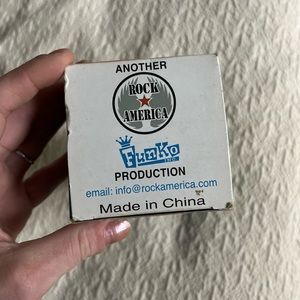 ANOTHER
ROCK
AMERICA
Funko
INC.
PRODUCTION
email: info@rockamerica.com
Made in China